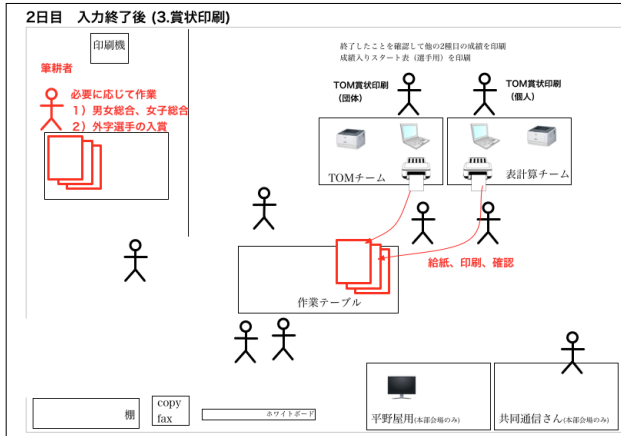 2日目 入力終了後 (3.賞状印刷)
印刷機
終了したことを確認して他の2種目の成績を印刷
成績入りスタート表（選手用）を印刷
筆耕者
必要に応じて作業
1）男女総合、女子総合
2）外字選手の入賞
TOM賞状印刷
(団体)
TOM賞状印刷
(個人)
TOMチーム
表計算チーム
給紙、印刷、確認
作業テーブル
棚
copy
fax
ホワイトボード
平野屋用(本部会場のみ)
共同通信さん(本部会場のみ)